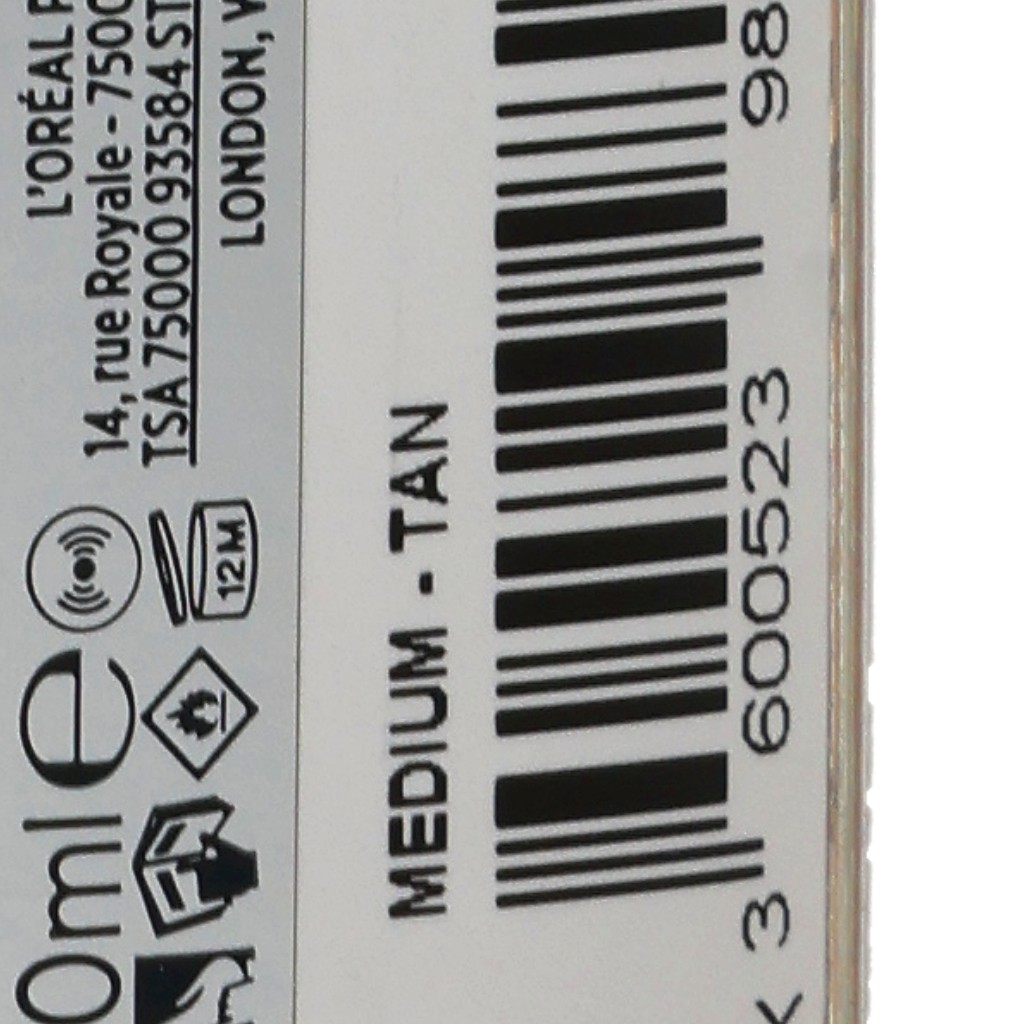 L'ORÉAL
14, rue Royale - 7500
TSA 75000 93584 ST
LONDON,
0ml e
12M
MEDIUM - TAN
3 600523 98